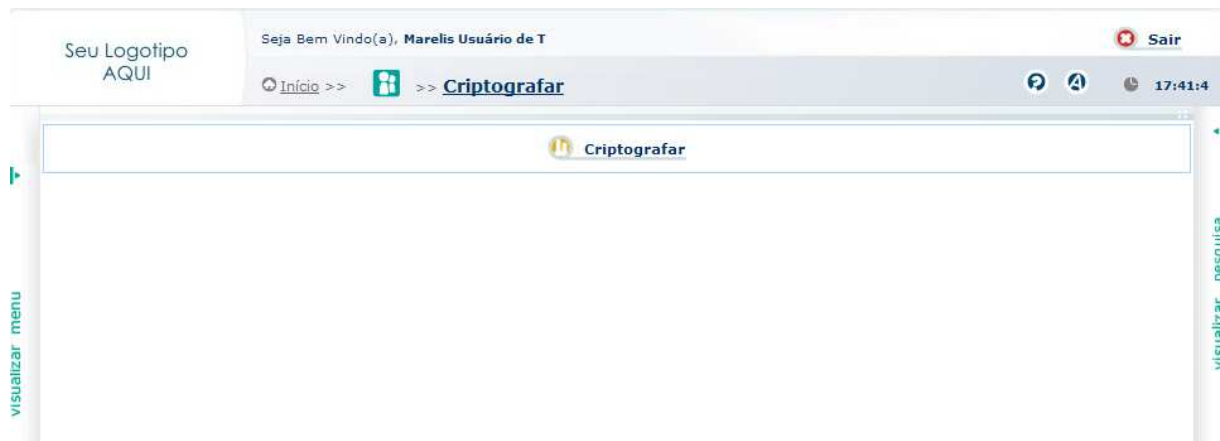 Seu Logotipo
AQUI
Seja Bem Vindo(a), Marelis Usuário de T
Sair
Início >> >> Criptografar
17:41:4
Criptografar
visualizar menu
visualizar pesquisa